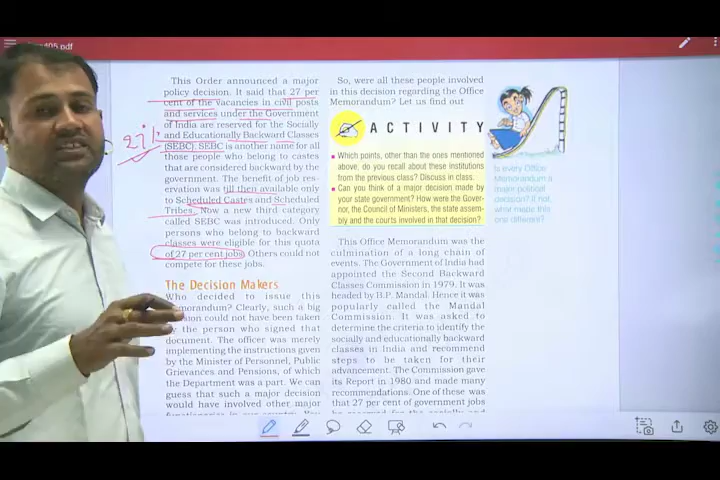 d05.pdf
This Order announced a major
policy decision. It said that 27 per
cent of the vacancies in civil posts
and services under the Government
of India are reserved for the Socially
and Educationally Backward Classes
(SEBC). SEBC is another name for all
those people who belong to castes
that are considered backward by the
government. The benefit of job res-
ervation was till then available only
to Scheduled Castes and Scheduled
Tribes. Now a new third category
called SEBC was introduced. Only
persons who belong to backward
classes were eligible for this quota
of 27 per cent jobs. Others could not
compete for these jobs.
27%
The Decision Makers
Who decided to issue this
Memorandum? Clearly, such a big
could not have been taken
by the person who signed that
document. The officer was merely
implementing the instructions given
by the Minister of Personnel, Public
Grievances and Pensions, of which
the Department was a part. We can
guess that such a major decision
would have involved other major
So, were all these people involved
in this decision regarding the Office
Memorandum? Let us find out
ACTIVITY
Which points, other than the ones mentioned
above, do you recall about these institutions
from the previous class? Discuss in class.
Can you think of a major decision made by
your state government? How were the Gover-
nor, the Council of Ministers, the state assem-
bly and the courts involved in that decision?
This Office Memorandum was the
culmination of a long chain of
events. The Government of India had
appointed the Second Backward
Classes Commission in 1979. It was
headed by B.P. Mandal. Hence it was
popularly called the Mandal
Commission. It was asked to
determine the criteria to identify the
socially and educationally backward
classes in India and recommend
steps to be taken for their
advancement. The Commission gave
its Report in 1980 and made many
recommendations. One of these was
that 27 per cent of government jobs
Is every Office
Memorandum a
major political
decision? If not,
what made this
one different?